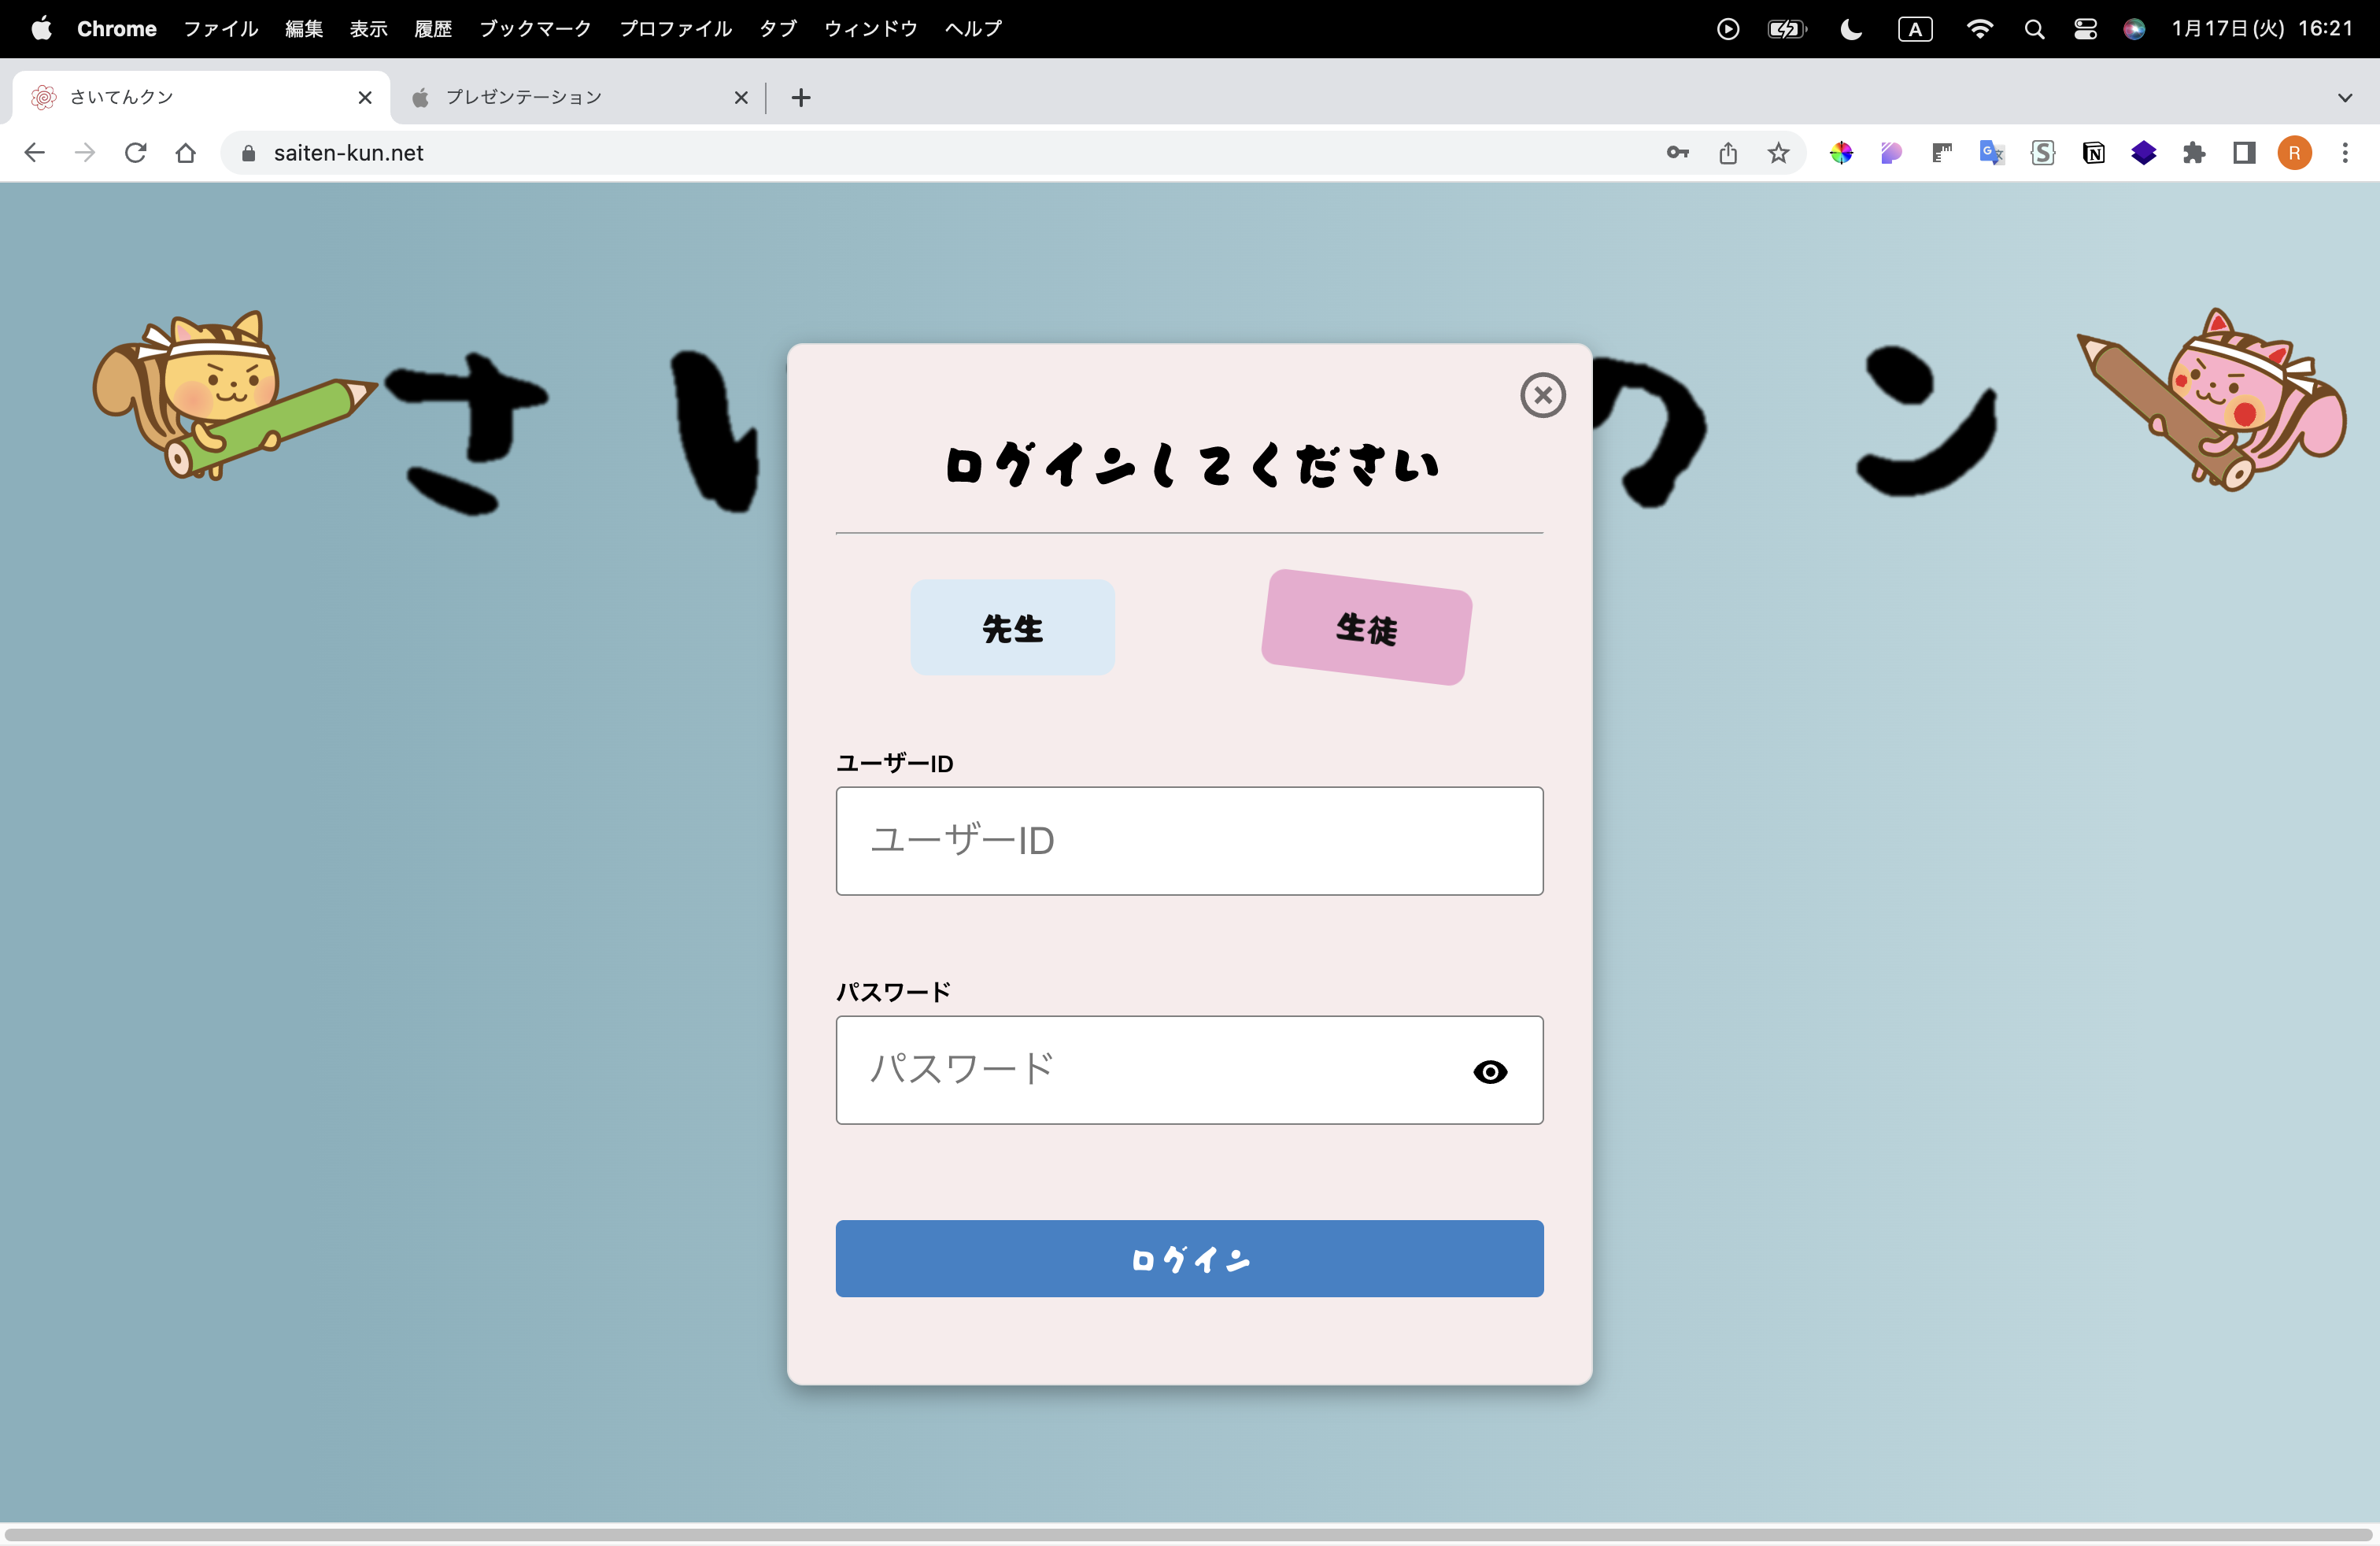 Chrome ファイル 編集 表示 履歴 ブックマーク プロファイル タブ ウィンドウ ヘルプ A 1月17日(火) 16:21
さいてんクン プレゼンテーション
saiten-kun.net R
さ い ク ン
ログインしてください
先生 生徒
ユーザーID
ユーザーID
パスワード
パスワード
ログイン